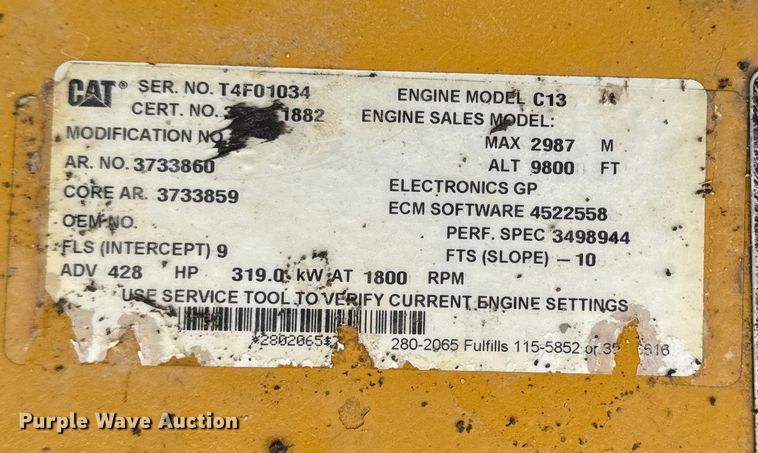 CAT® SER. NO. T4F01034 ENGINE MODEL C13
CERT. NO. 1882 ENGINE SALES MODEL:
MODIFICATION NO. MAX 2987 M
AR. NO. 3733860 ALT 9800 FT
CORE AR. 3733859 ELECTRONICS GP
OEM NO. ECM SOFTWARE 4522558
FLS (INTERCEPT) 9 PERF. SPEC 3498944
ADV 428 HP 319.0 kW AT 1800 RPM FTS (SLOPE) -10
USE SERVICE TOOL TO VERIFY CURRENT ENGINE SETTINGS
*2802065* 280-2065 Fulfills 115-5852 or
Purple Wave Auction